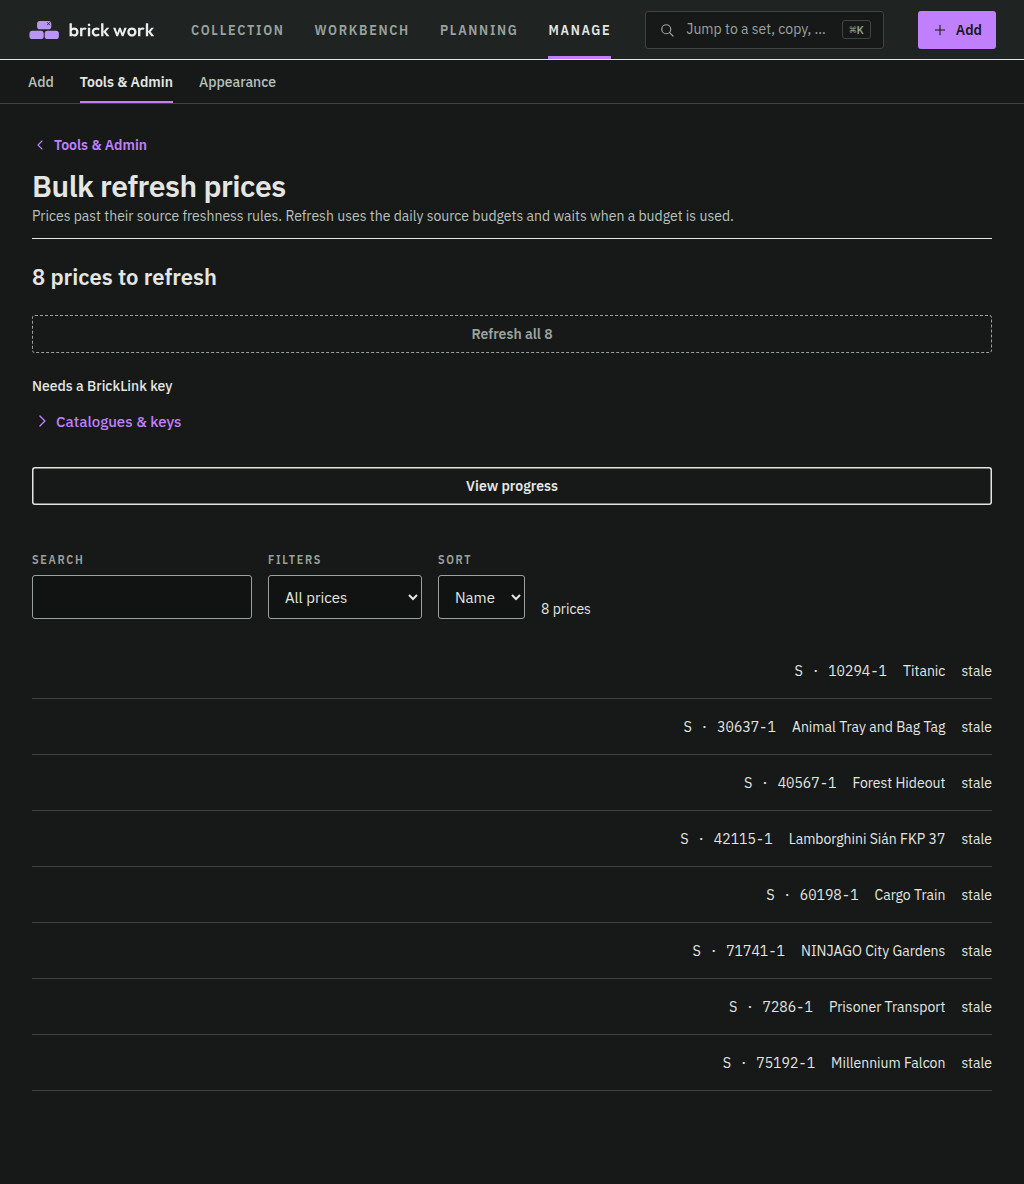 brick work COLLECTION WORKBENCH PLANNING MANAGE Jump to a set, copy, ... ⌘K + Add
Add Tools & Admin Appearance
Tools & Admin
Bulk refresh prices
Prices past their source freshness rules. Refresh uses the daily source budgets and waits when a budget is used.
8 prices to refresh
Refresh all 8
Needs a BrickLink key
Catalogues & keys
View progress
SEARCH FILTERS SORT
All prices Name 8 prices
S · 10294-1 Titanic stale
S · 30637-1 Animal Tray and Bag Tag stale
S · 40567-1 Forest Hideout stale
S · 42115-1 Lamborghini Sián FKP 37 stale
S · 60198-1 Cargo Train stale
S · 71741-1 NINJAGO City Gardens stale
S · 7286-1 Prisoner Transport stale
S · 75192-1 Millennium Falcon stale